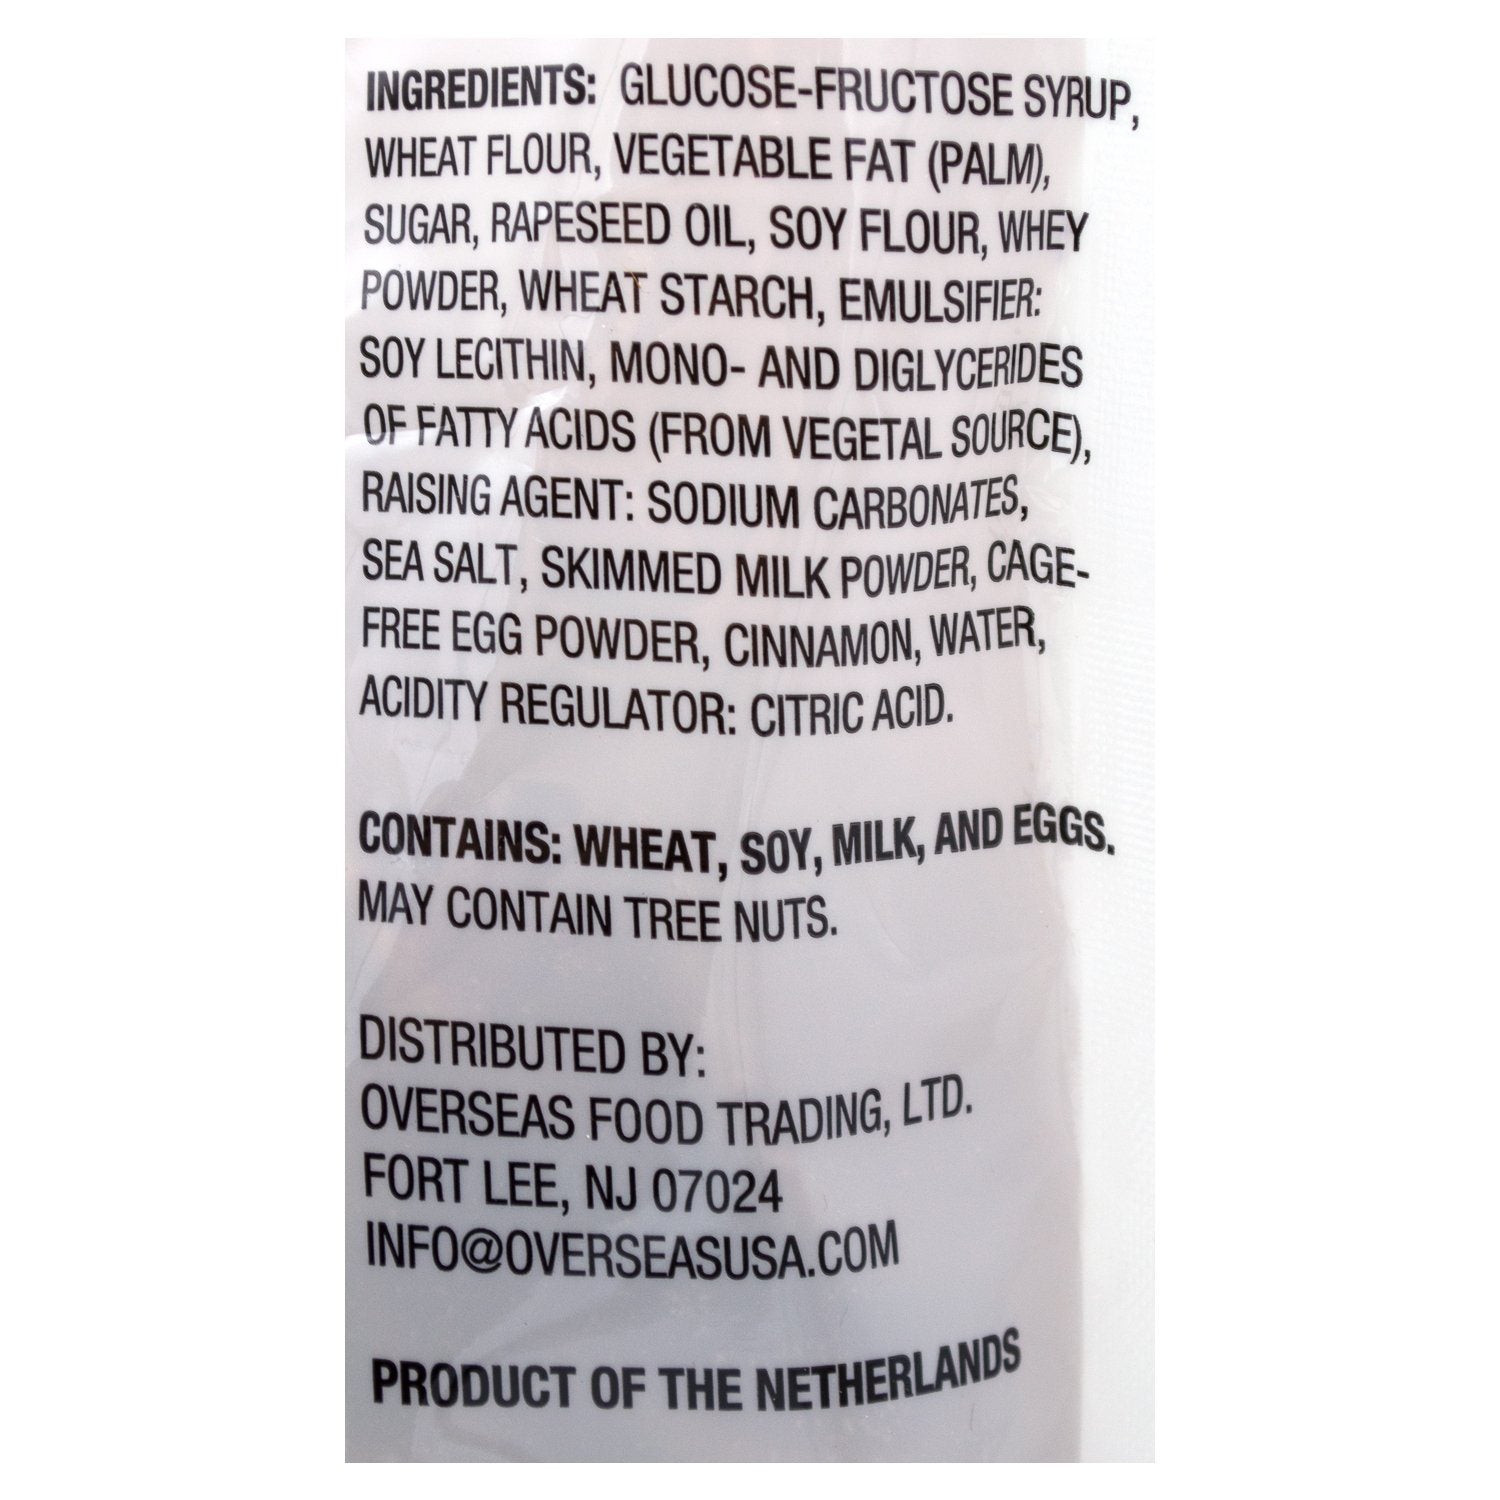 INGREDIENTS: GLUCOSE-FRUCTOSE SYRUP,
WHEAT FLOUR, VEGETABLE FAT (PALM),
SUGAR, RAPESEED OIL, SOY FLOUR, WHEY
POWDER, WHEAT STARCH, EMULSIFIER:
SOY LECITHIN, MONO- AND DIGLYCERIDES
OF FATTY ACIDS (FROM VEGETAL SOURCE),
RAISING AGENT: SODIUM CARBONATES,
SEA SALT, SKIMMED MILK POWDER, CAGE-
FREE EGG POWDER, CINNAMON, WATER,
ACIDITY REGULATOR: CITRIC ACID.
CONTAINS: WHEAT, SOY, MILK, AND EGGS.
MAY CONTAIN TREE NUTS.
DISTRIBUTED BY:
OVERSEAS FOOD TRADING, LTD.
FORT LEE, NJ 07024
INFO@OVERSEASUSA.COM
PRODUCT OF THE NETHERLANDS